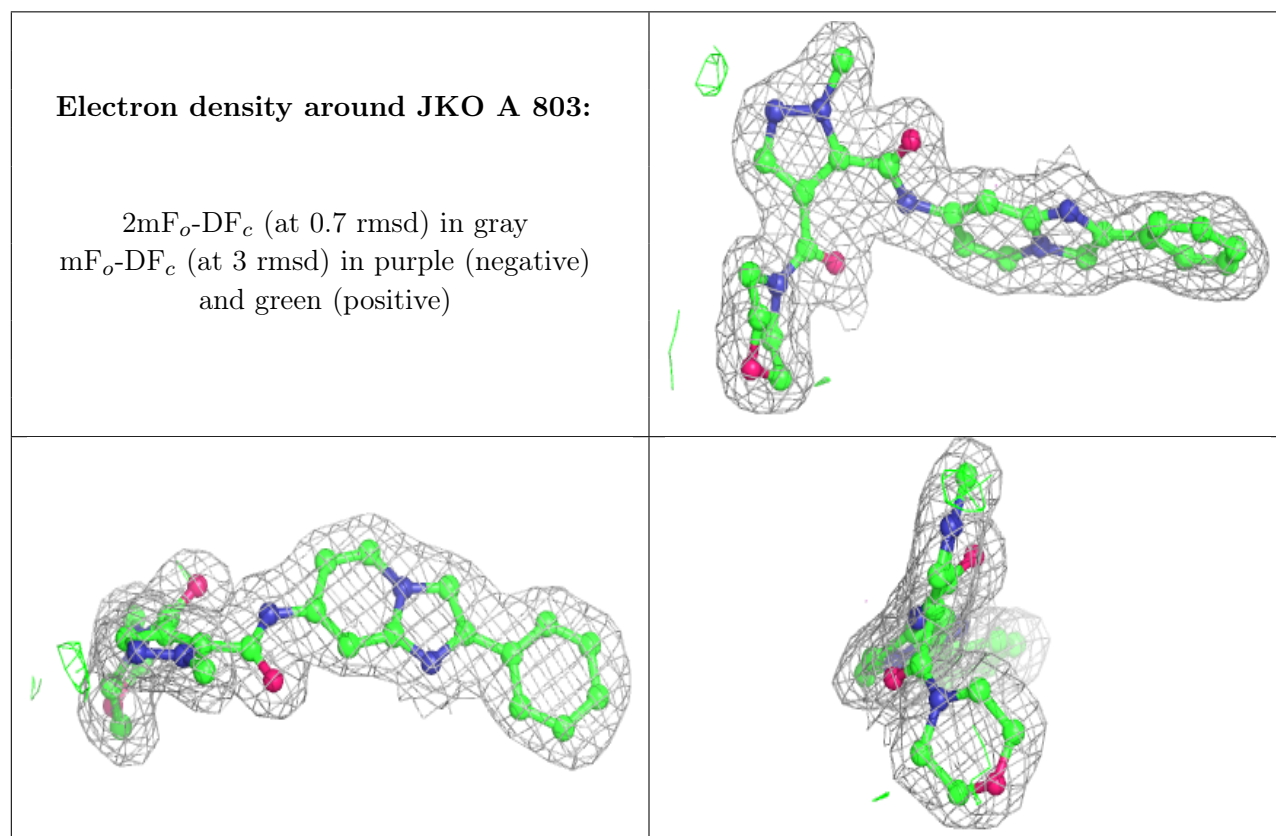 Electron density around JKO A 803:
2mFₒ-DF𝒸 (at 0.7 rmsd) in gray
mFₒ-DF𝒸 (at 3 rmsd) in purple (negative)
and green (positive)